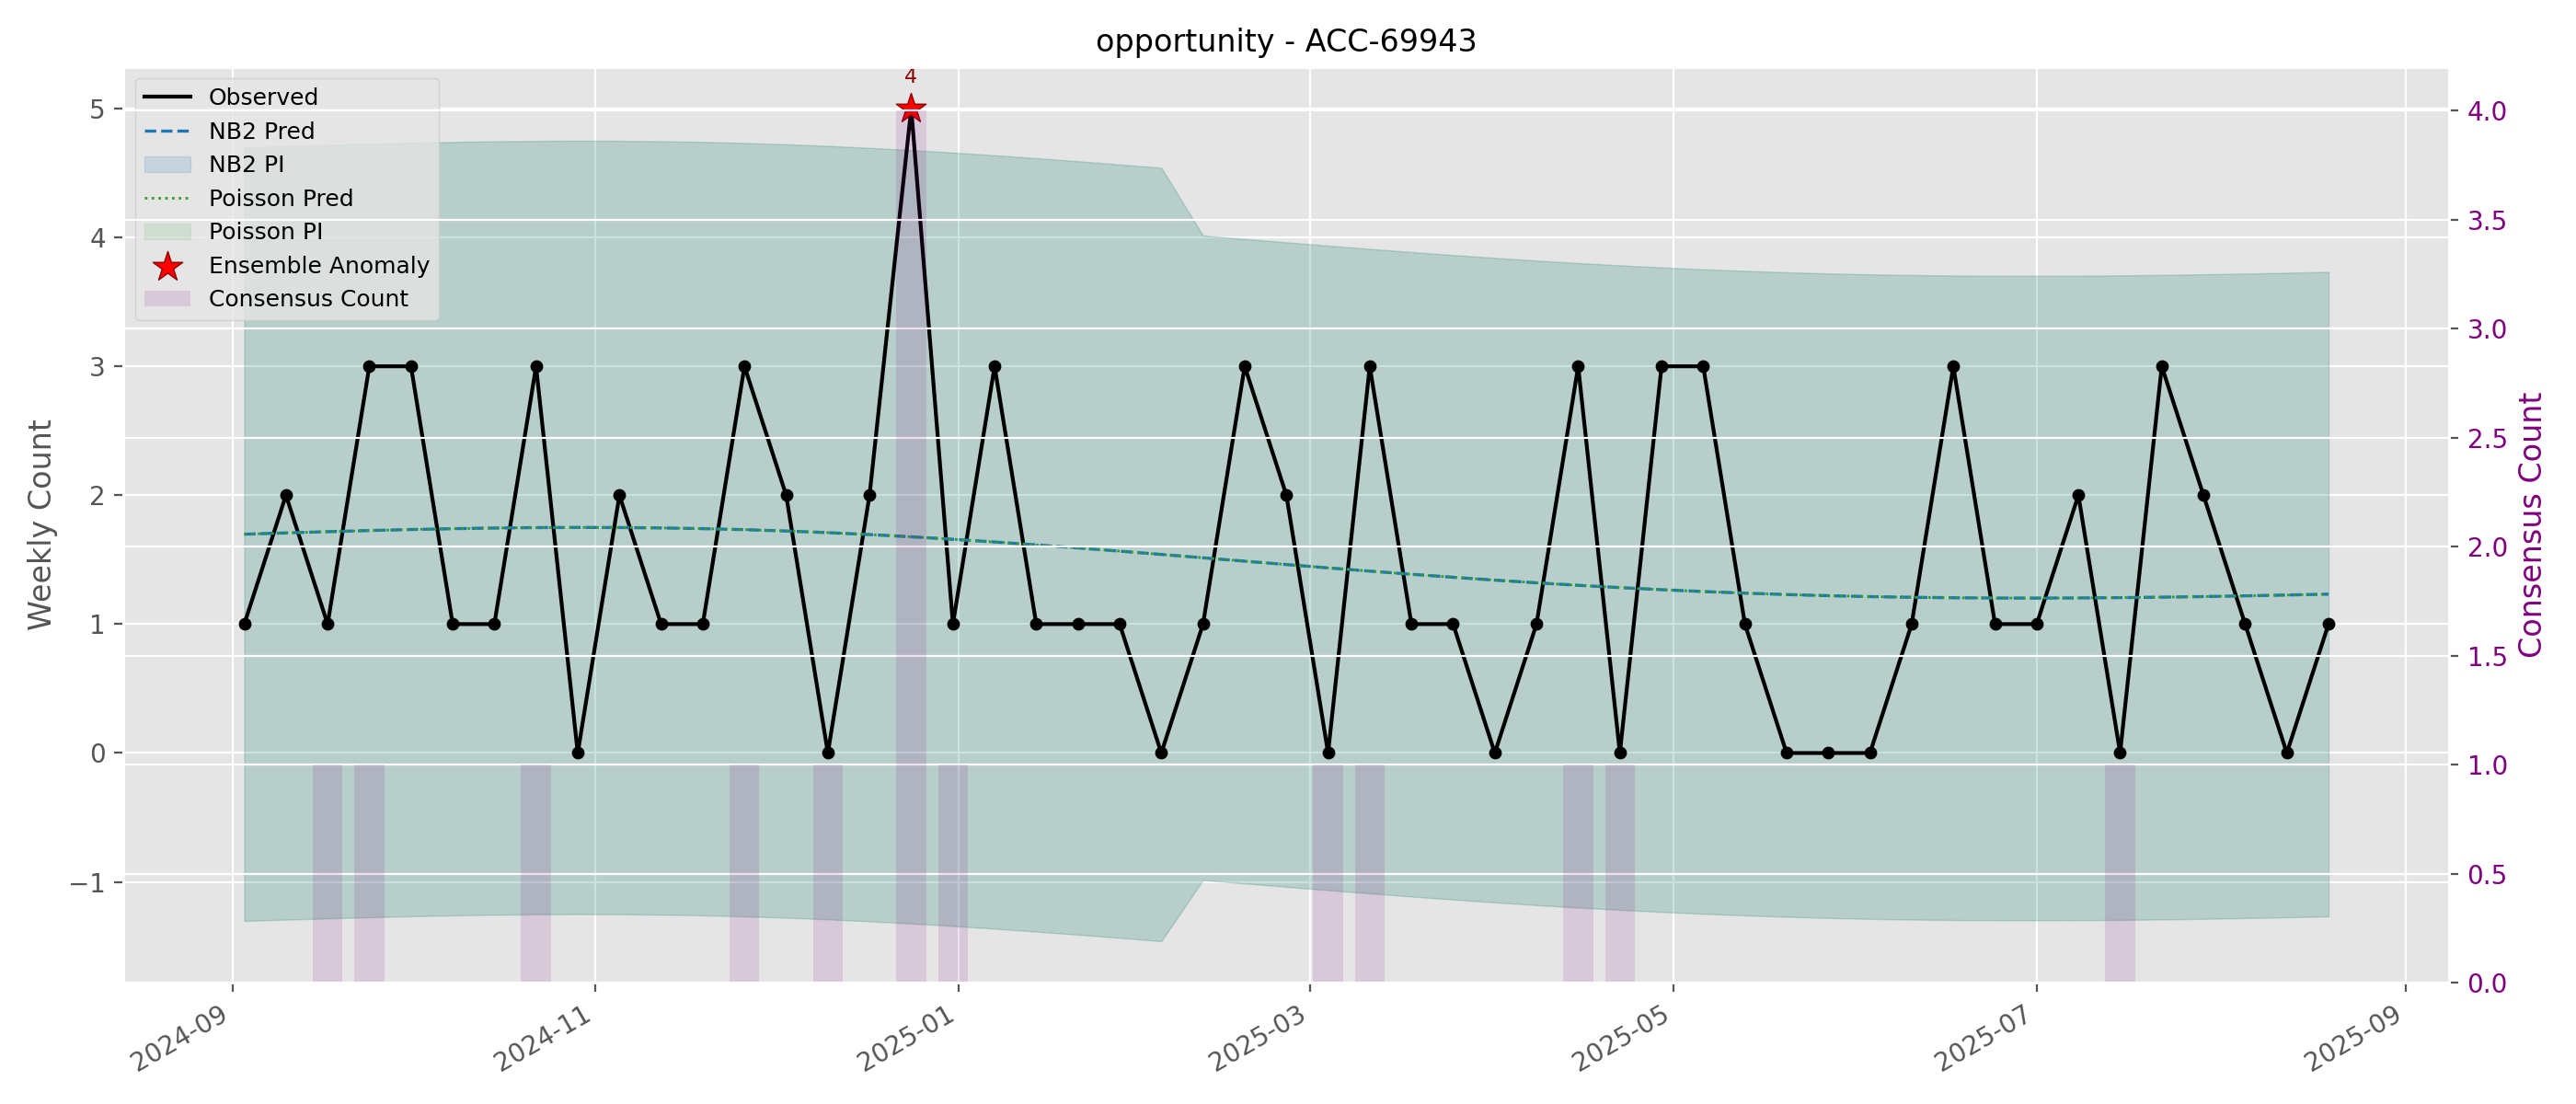 opportunity - ACC-69943
4
Observed
NB2 Pred
NB2 PI
Poisson Pred
Poisson PI
Ensemble Anomaly
Consensus Count
5
4
3
2
1
0
−1
Weekly Count
4.0
3.5
3.0
2.5
2.0
1.5
1.0
0.5
0.0
Consensus Count
2024-09
2024-11
2025-01
2025-03
2025-05
2025-07
2025-09